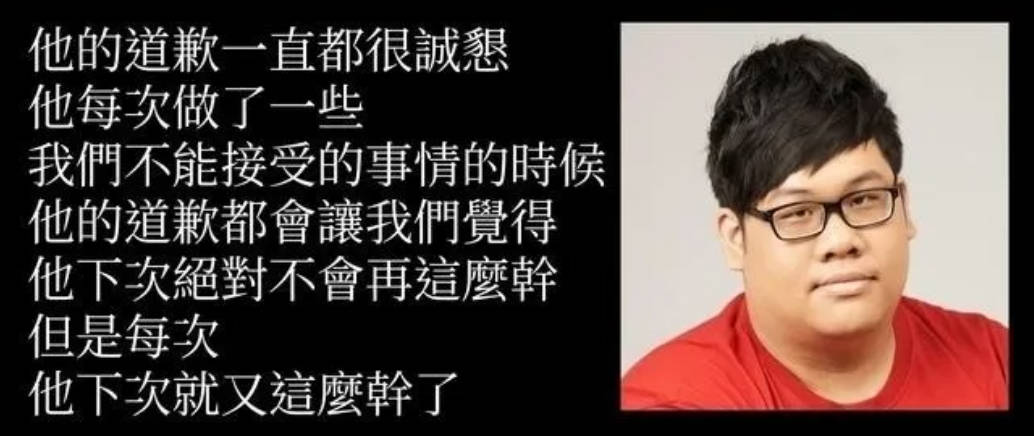 他的道歉一直都很誠懇
他每次做了一些
我們不能接受的事情的時候
他的道歉都會讓我們覺得
他下次絕對不會再這麼幹
但是每次
他下次就又這麼幹了